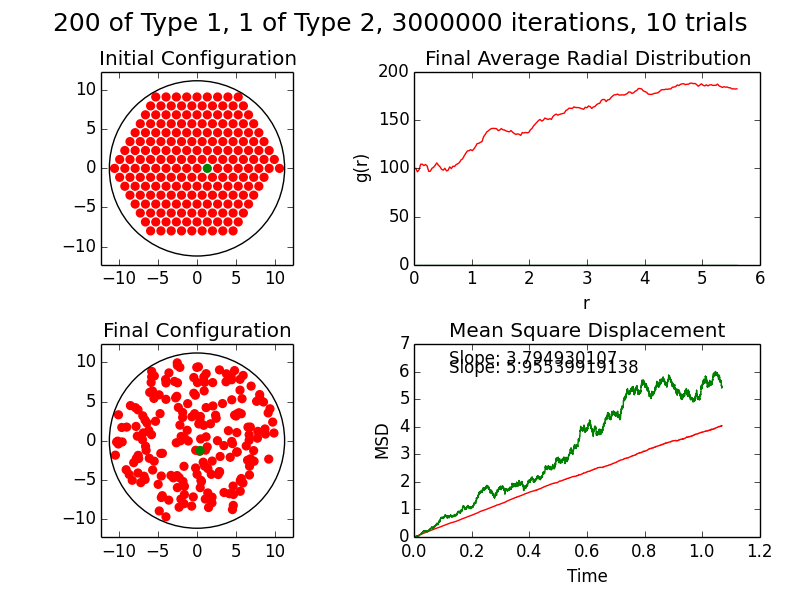 200 of Type 1, 1 of Type 2, 3000000 iterations, 10 trials
Initial Configuration
10
5
0
−5
−10
−10 −5 0 5 10
Final Average Radial Distribution
g(r)
200
150
100
50
0
0 1 2 3 4 5 6
r
Final Configuration
10
5
0
−5
−10
−10 −5 0 5 10
Mean Square Displacement
Slope: 3.794930107
Slope: 5.95539919138
MSD
7
6
5
4
3
2
1
0
0.0 0.2 0.4 0.6 0.8 1.0 1.2
Time